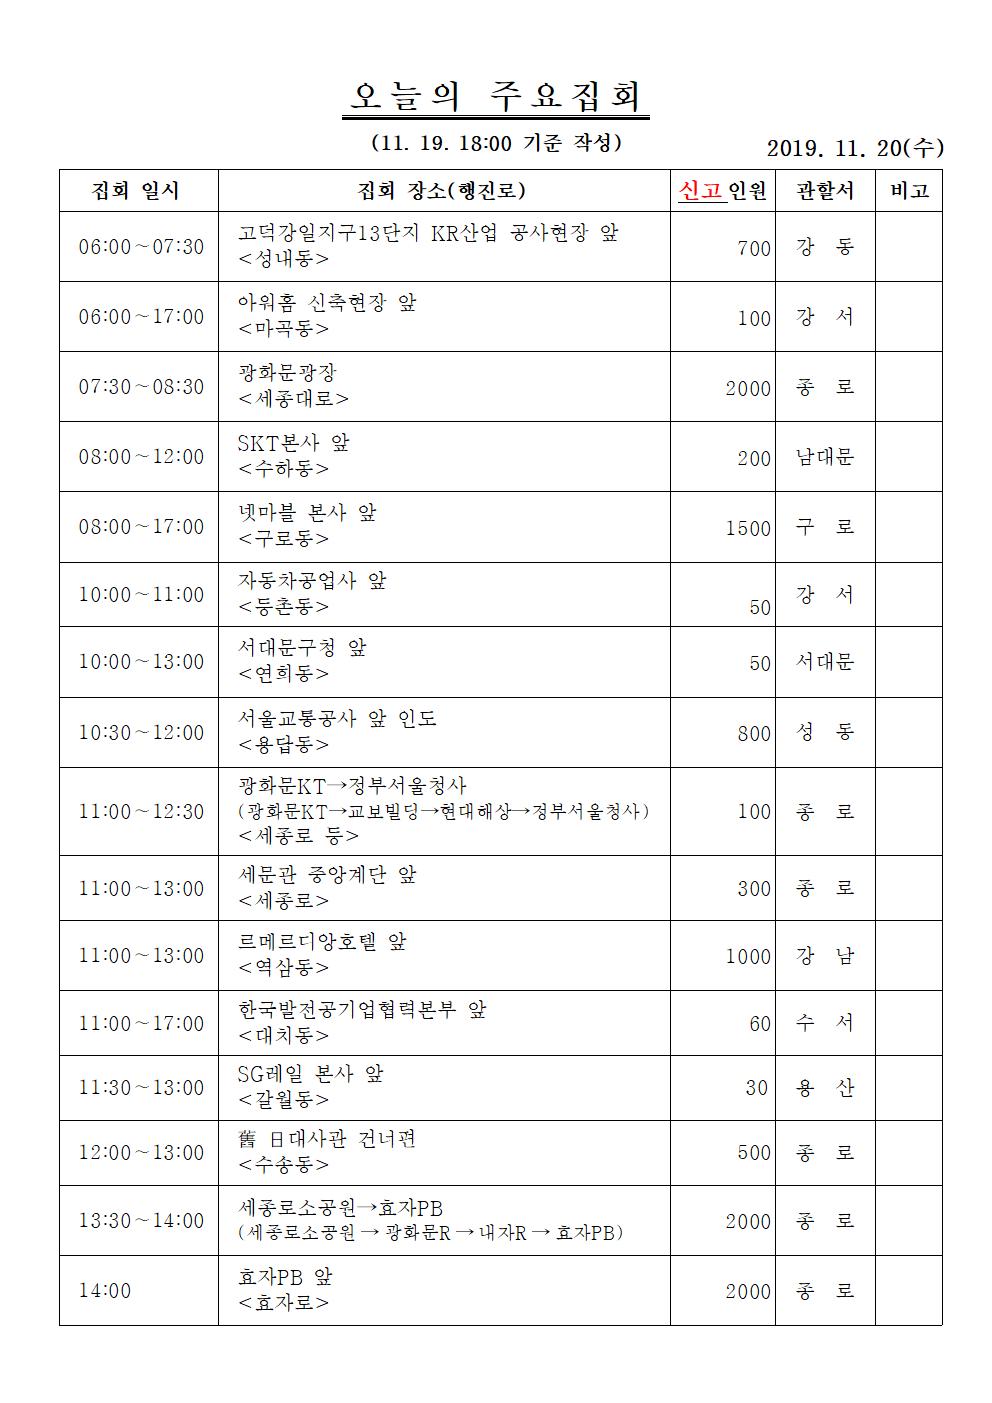 오늘의 주요집회
(11. 19. 18:00 기준 작성)
2019. 11. 20(수)
집회 일시 집회 장소(행진로) 신고인원 관할서 비고
06:00~07:30 고덕강일지구13단지 KR산업 공사현장 앞
<성내동> 700 강 동
06:00~17:00 아워홈 신축현장 앞
<마곡동> 100 강 서
07:30~08:30 광화문광장
<세종대로> 2000 종 로
08:00~12:00 SKT본사 앞
<수하동> 200 남대문
08:00~17:00 넷마블 본사 앞
<구로동> 1500 구 로
10:00~11:00 자동차공업사 앞
<등촌동> 50 강 서
10:00~13:00 서대문구청 앞
<연희동> 50 서대문
10:30~12:00 서울교통공사 앞 인도
<용답동> 800 성 동
11:00~12:30 광화문KT→정부서울청사
(광화문KT→교보빌딩→현대해상→정부서울청사)
<세종로 등> 100 종 로
11:00~13:00 세문관 중앙계단 앞
<세종로> 300 종 로
11:00~13:00 르메르디앙호텔 앞
<역삼동> 1000 강 남
11:00~17:00 한국발전공기업협력본부 앞
<대치동> 60 수 서
11:30~13:00 SG레일 본사 앞
<갈월동> 30 용 산
12:00~13:00 舊 日대사관 건너편
<수송동> 500 종 로
13:30~14:00 세종로소공원→효자PB
(세종로소공원 → 광화문R → 내자R → 효자PB) 2000 종 로
14:00 효자PB 앞
<효자로> 2000 종 로